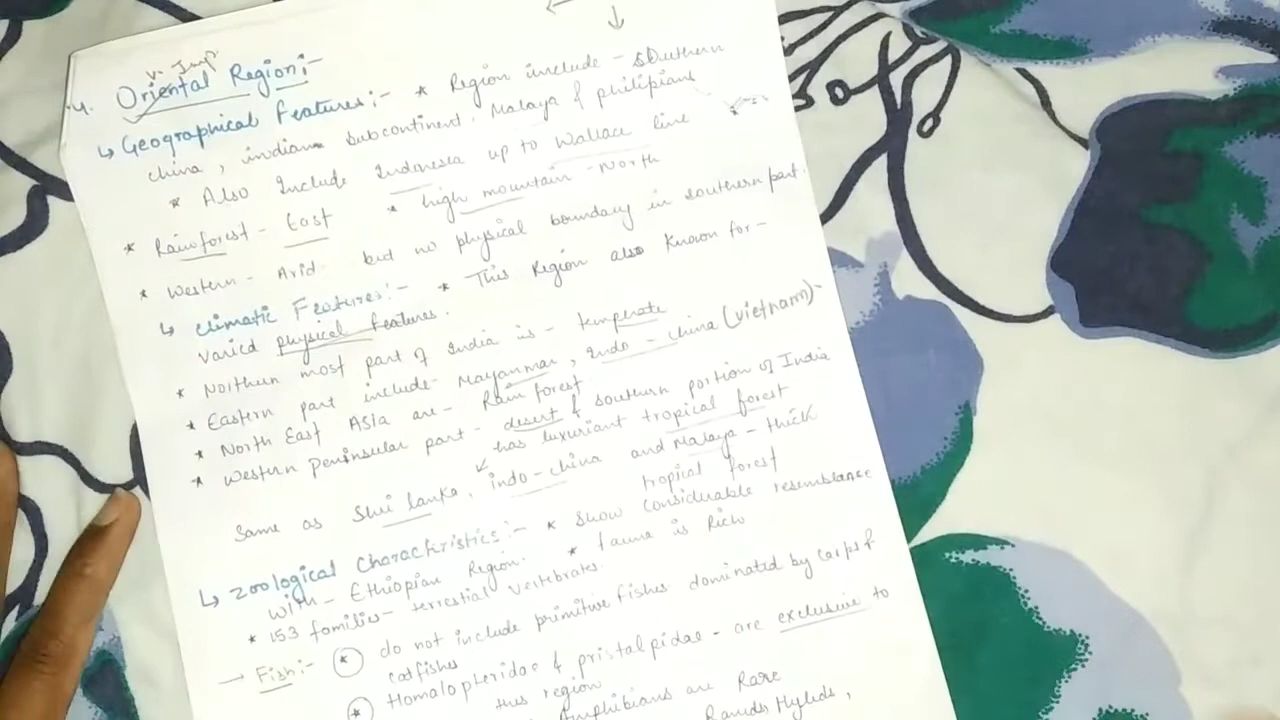 V. Imp
4. Oriental Region:-
↳ Geographical Features:- * Region include - SOuthern
china, indian subcontinent, Malaya & philipians
* Also Include Indonesia up to Wallace line
* Rainforest - East * high mountain - North
* Western - Arid. but no physical boundary in southern part.
↳ climatic Features:- * This Region also Known for -
varied physical features.
* Northern most part of India is - temperate
* Eastern part include - Mayanmar, Indo - china (vietnam)-
* North East Asia are - Rain forest.
* western peninsular part - desert & southern portion of India
↙ has luxuriant tropical forest
Same as Shri lanka, indo-china and Malaya - thick
tropical forest
↳ zoological Charactristics:- * Show Considerable resemblance
with - Ethiopian Region. * fauna is Rich
* 153 families - terrestial vertebrates.
→ Fish:- * do not include primitive fishes dominated by carps &
catfishes
* Homalopteridae & pristalpidae - are exclusive to
this region
Amphibians are Rare
Hylids,